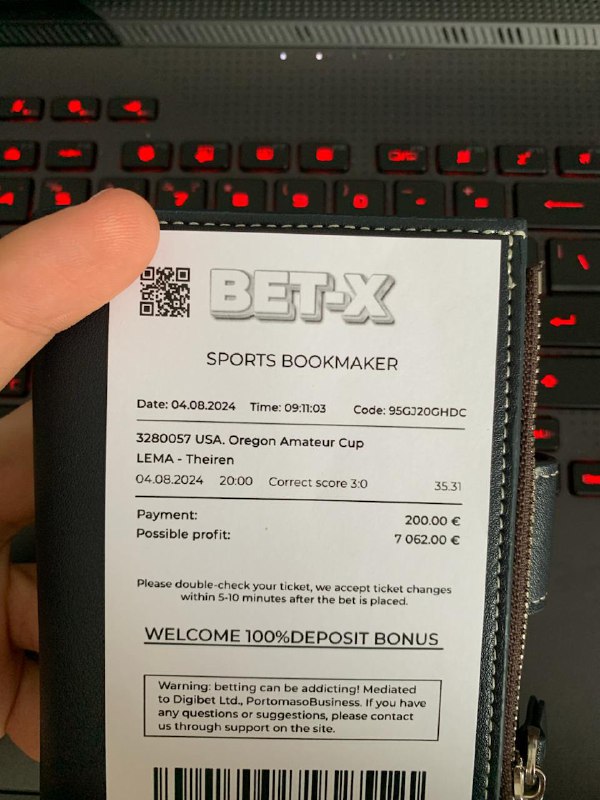 BET-X
SPORTS BOOKMAKER
Date: 04.08.2024 Time: 09:11:03 Code: 95GJ20GHDC
3280057 USA. Oregon Amateur Cup
LEMA - Theiren
04.08.2024 20:00 Correct score 3:0 35.31
Payment: 200.00 €
Possible profit: 7 062.00 €
Please double-check your ticket, we accept ticket changes
within 5-10 minutes after the bet is placed.
WELCOME 100%DEPOSIT BONUS
Warning: betting can be addicting! Mediated
to Digibet Ltd., PortomasoBusiness. If you have
any questions or suggestions, please contact
us through support on the site.